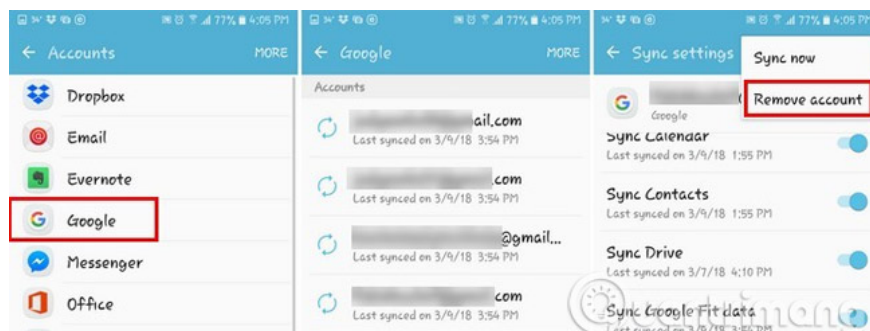 77% 4:05 PM
Accounts MORE
Dropbox
Email
Evernote
Google
Messenger
Office
77% 4:05 PM
Google MORE
Accounts
ail.com
Last synced on 3/9/18 3:54 PM
.com
Last synced on 3/9/18 3:54 PM
@gmail...
Last synced on 3/9/18 3:54 PM
com
Last synced on 3/9/18 3:54 PM
77% 4:05 PM
Sync settings
Sync now
Remove account
Google
Sync Calendar
Last synced on 3/9/18 1:55 PM
Sync Contacts
Last synced on 3/9/18 1:55 PM
Sync Drive
Last synced on 3/7/18 4:10 PM
Sync Google Fit data